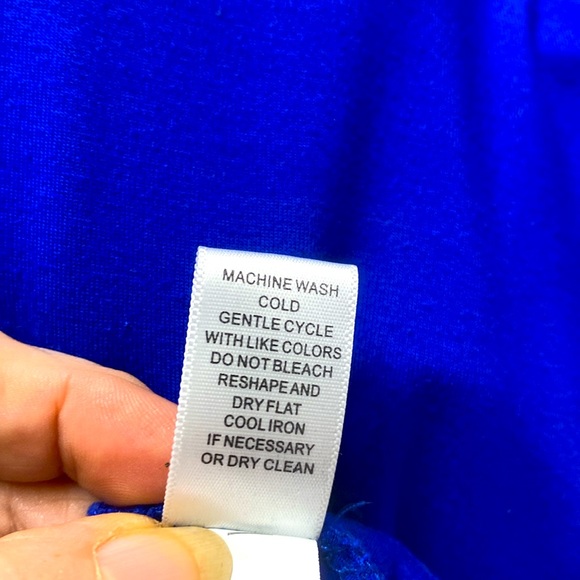 MACHINE WASH
COLD
GENTLE CYCLE
WITH LIKE COLORS
DO NOT BLEACH
RESHAPE AND
DRY FLAT
COOL IRON
IF NECESSARY
OR DRY CLEAN